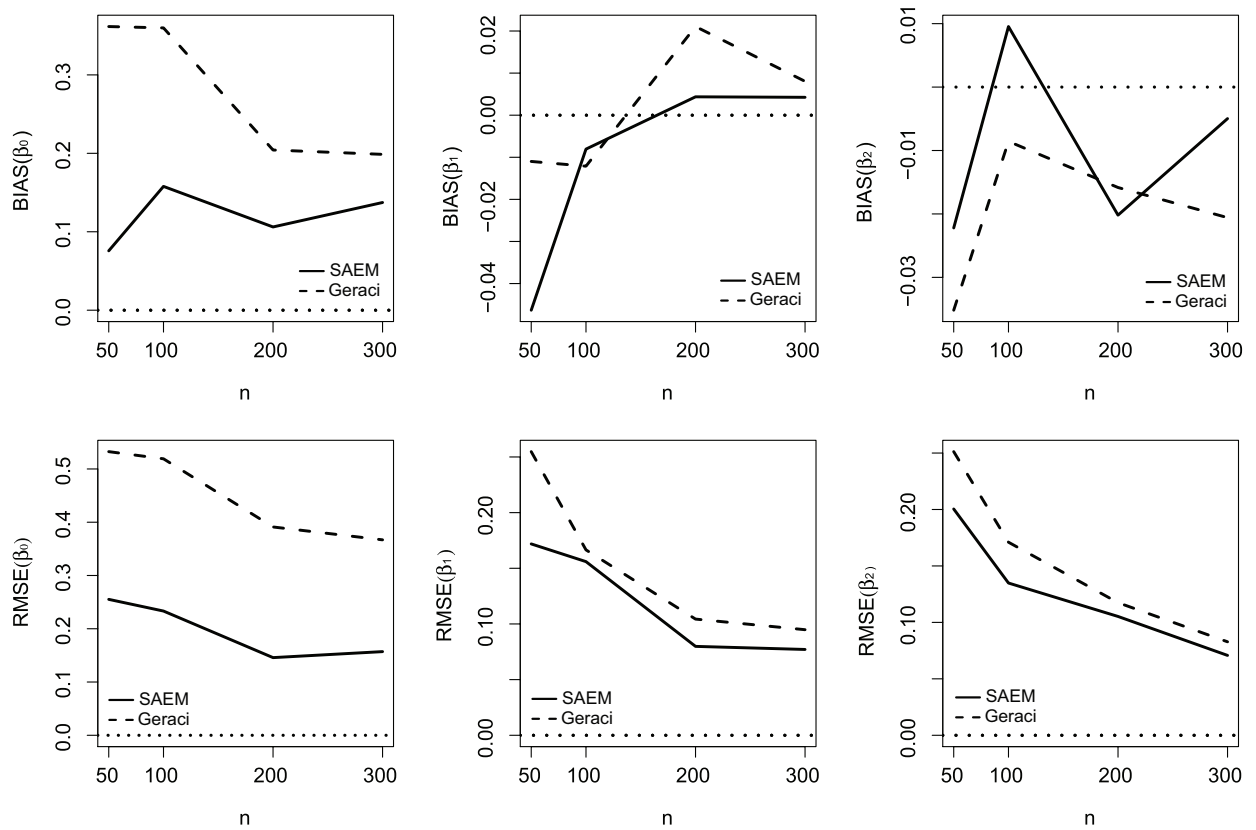 BIAS(β₀)
0.0 0.1 0.2 0.3
SAEM
Geraci
50 100 200 300
n
BIAS(β₁)
−0.04 −0.02 0.00 0.02
SAEM
Geraci
50 100 200 300
n
BIAS(β₂)
−0.03 −0.01 0.01
SAEM
Geraci
50 100 200 300
n
RMSE(β₀)
0.0 0.1 0.2 0.3 0.4 0.5
SAEM
Geraci
50 100 200 300
n
RMSE(β₁)
0.00 0.10 0.20
SAEM
Geraci
50 100 200 300
n
RMSE(β₂)
0.00 0.10 0.20
SAEM
Geraci
50 100 200 300
n